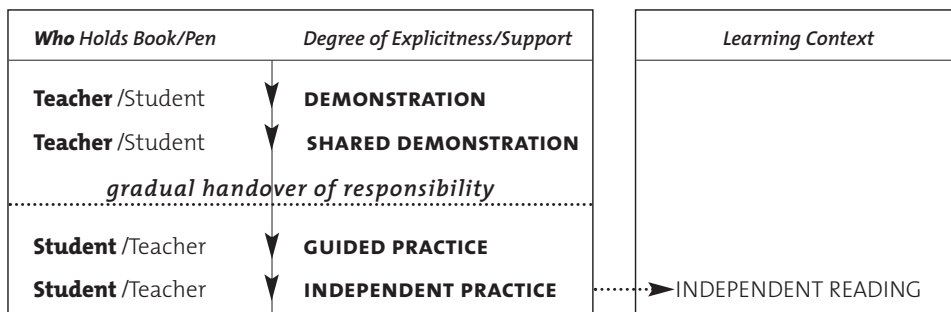 Who Holds Book/Pen Degree of Explicitness/Support Learning Context
Teacher /Student DEMONSTRATION
Teacher /Student SHARED DEMONSTRATION
gradual handover of responsibility
Student /Teacher GUIDED PRACTICE
Student /Teacher INDEPENDENT PRACTICE INDEPENDENT READING